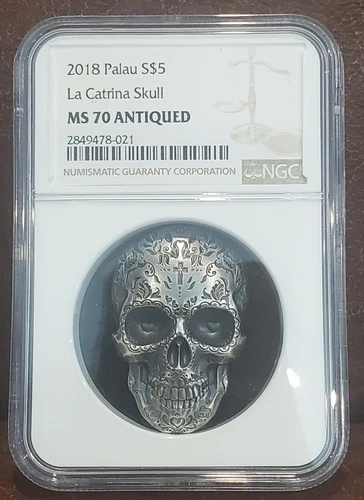 2018 Palau S$5
La Catrina Skull
MS 70 ANTIQUED
2849478-021
NUMISMATIC GUARANTY CORPORATION
NGC